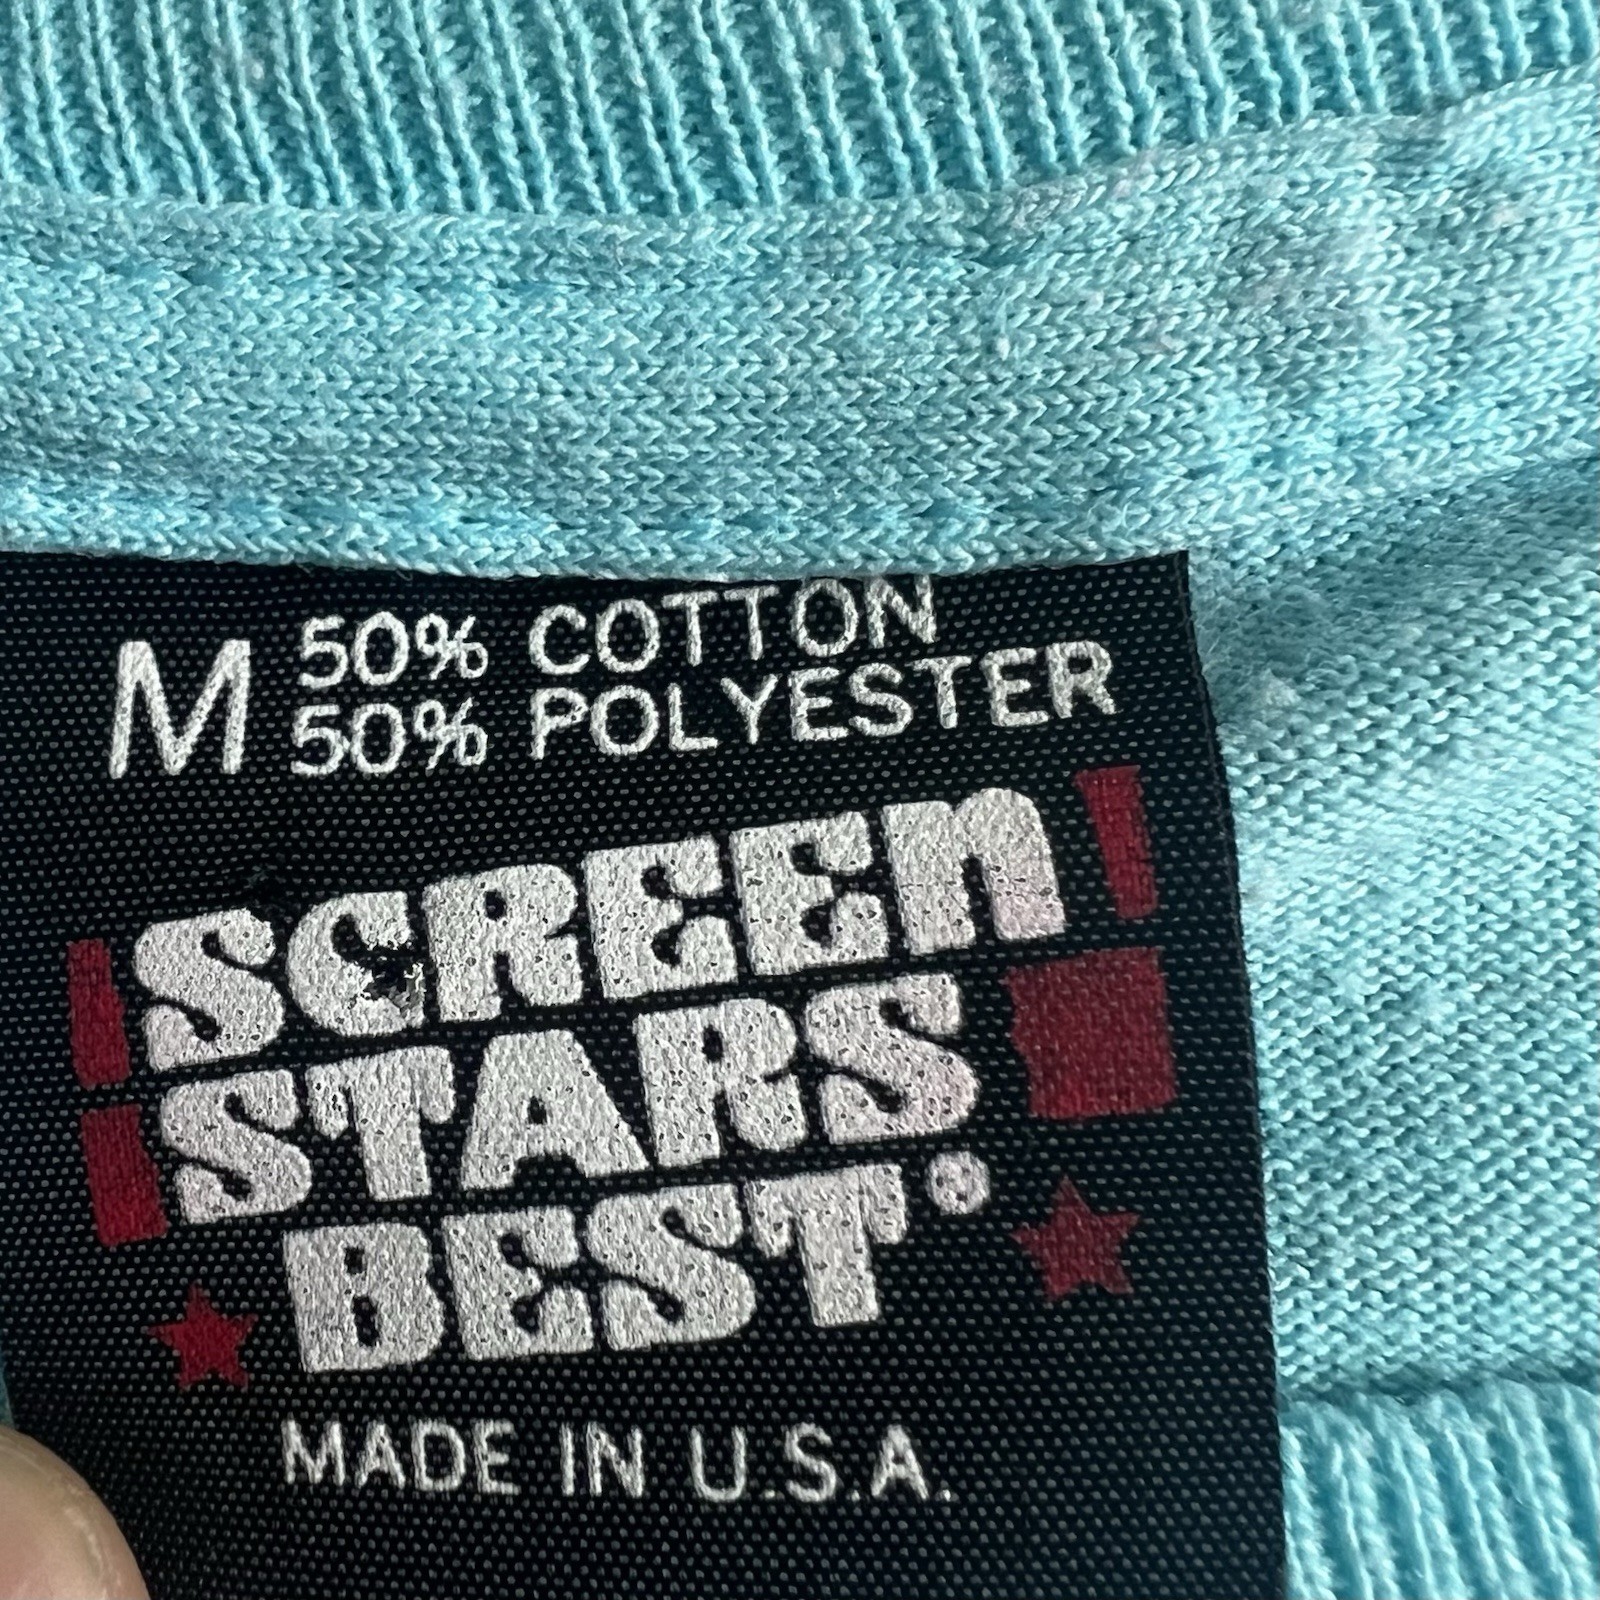 M 50% COTTON
50% POLYESTER
SCREEN
STARS
BEST®
MADE IN U.S.A.